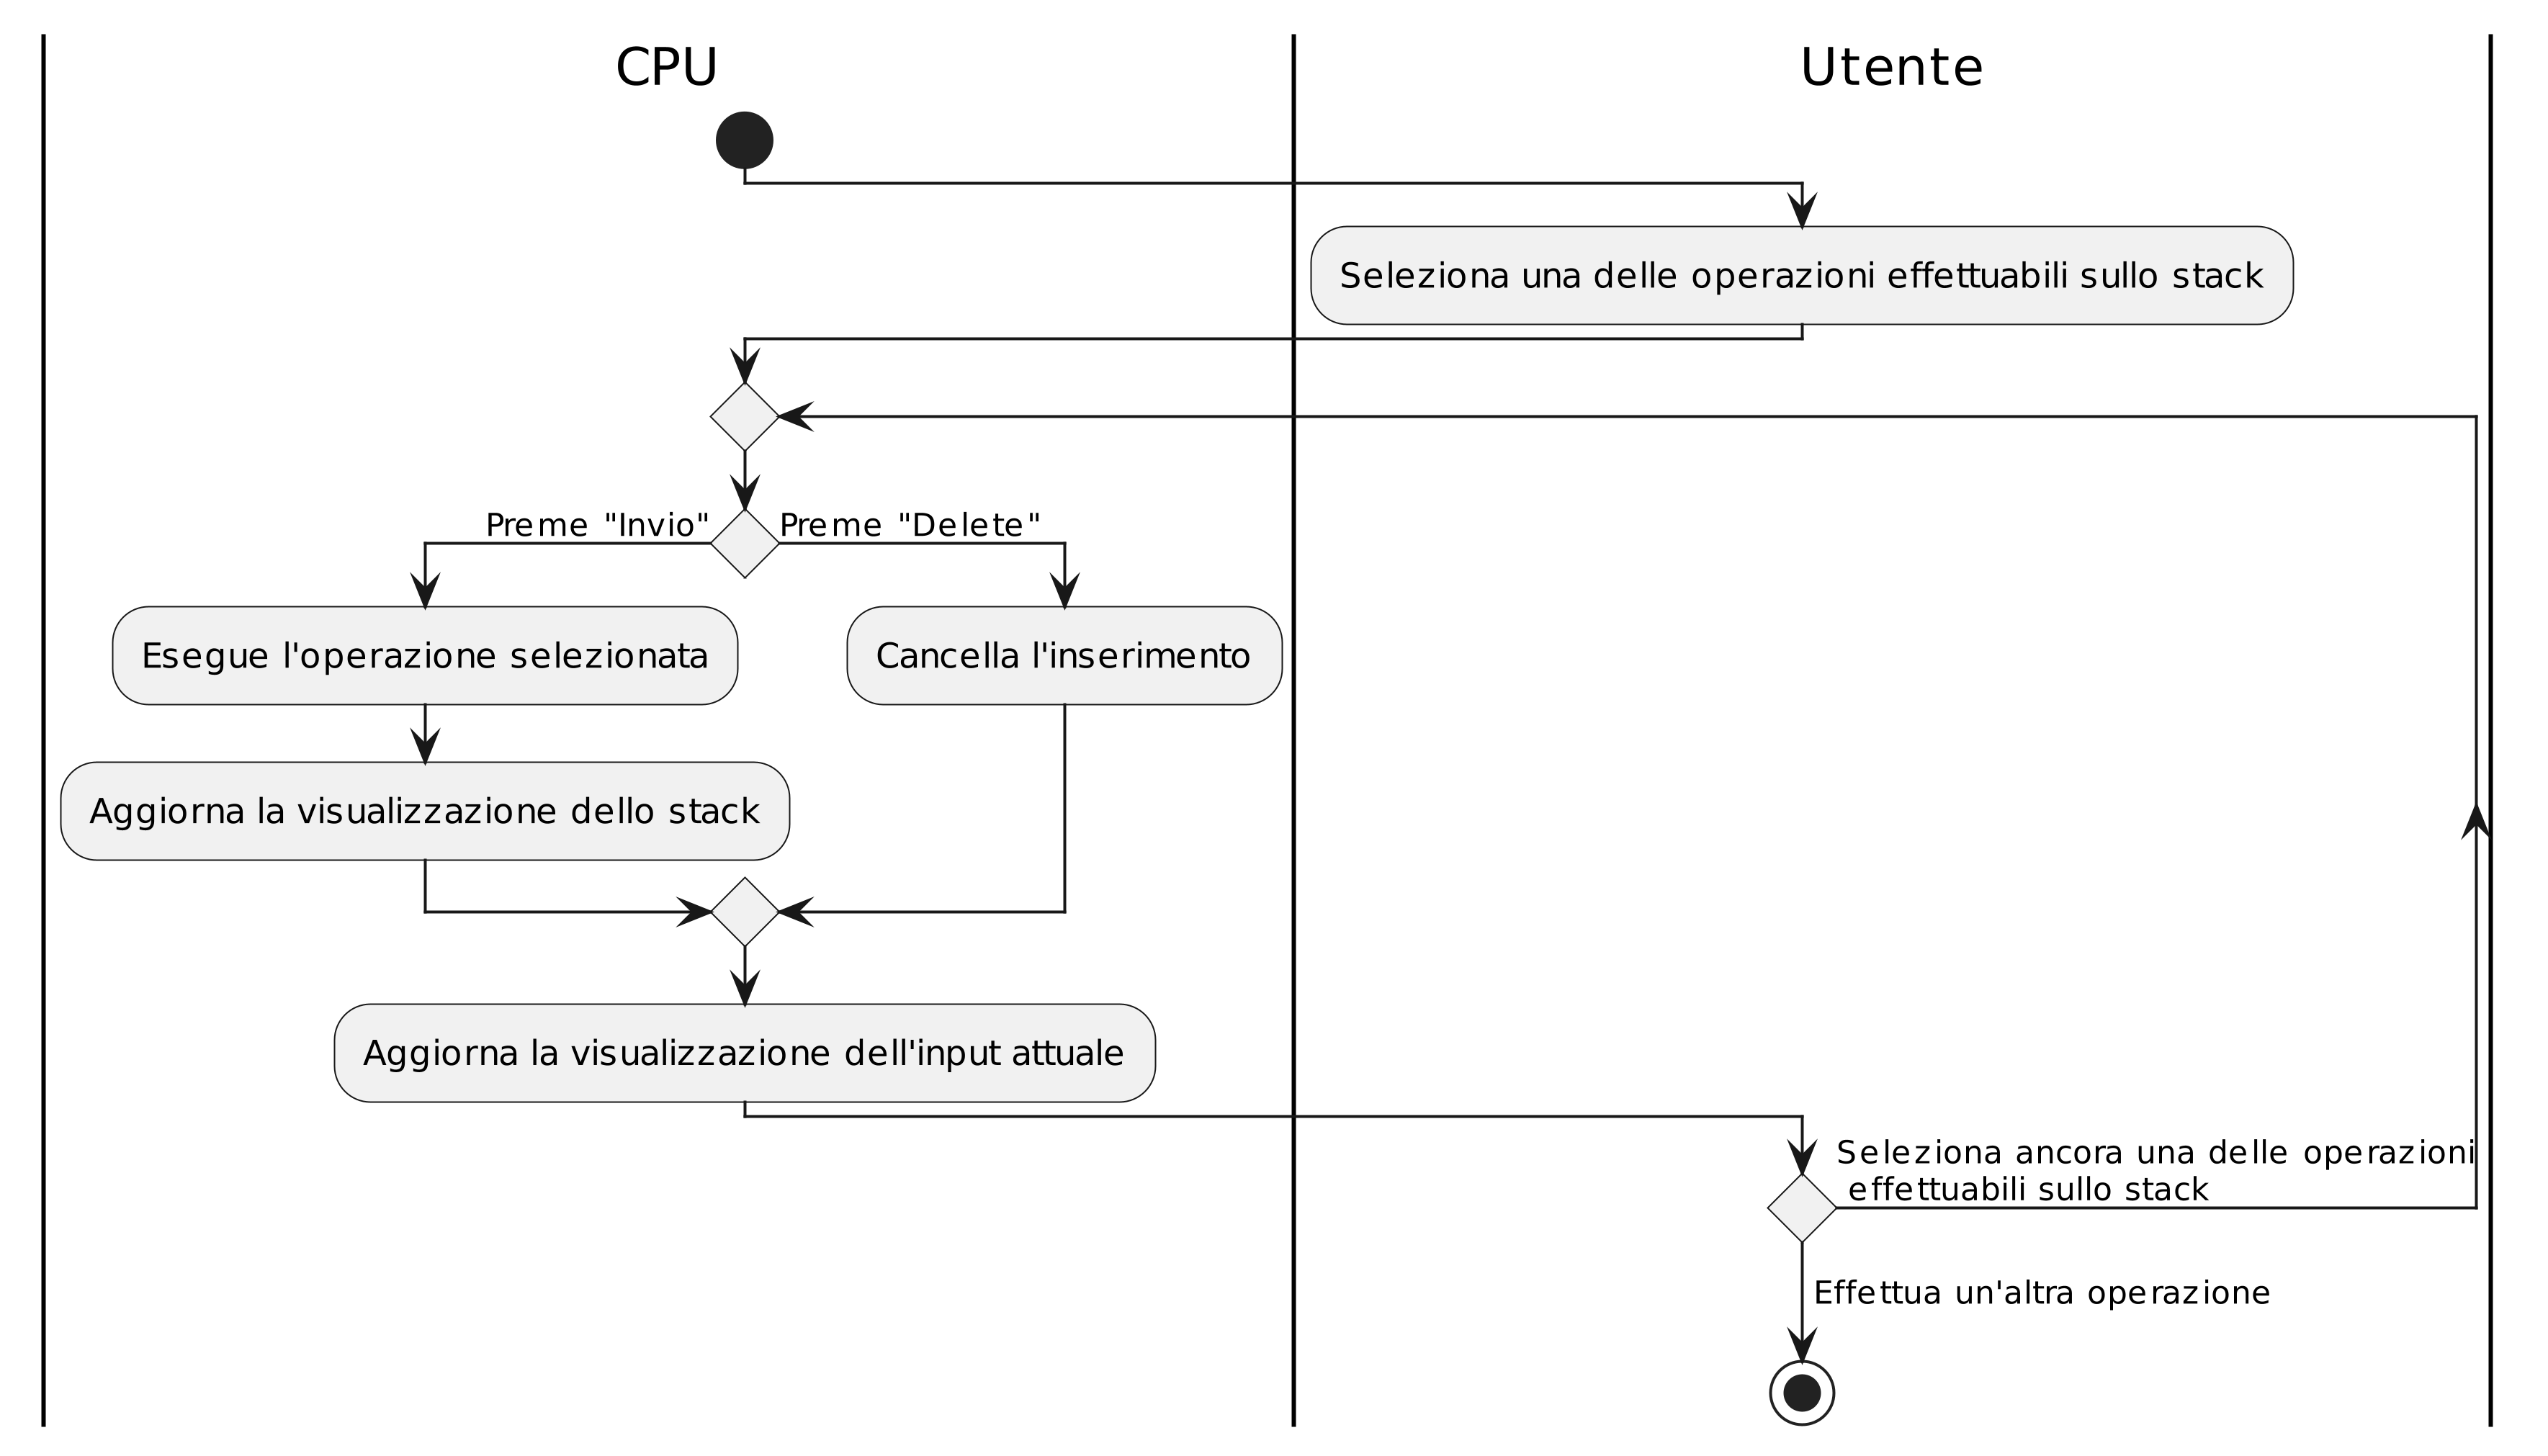 CPU
Utente
Seleziona una delle operazioni effettuabili sullo stack
Preme "Invio"
Preme "Delete"
Esegue l'operazione selezionata
Cancella l'inserimento
Aggiorna la visualizzazione dello stack
Aggiorna la visualizzazione dell'input attuale
Seleziona ancora una delle operazioni
effettuabili sullo stack
Effettua un'altra operazione